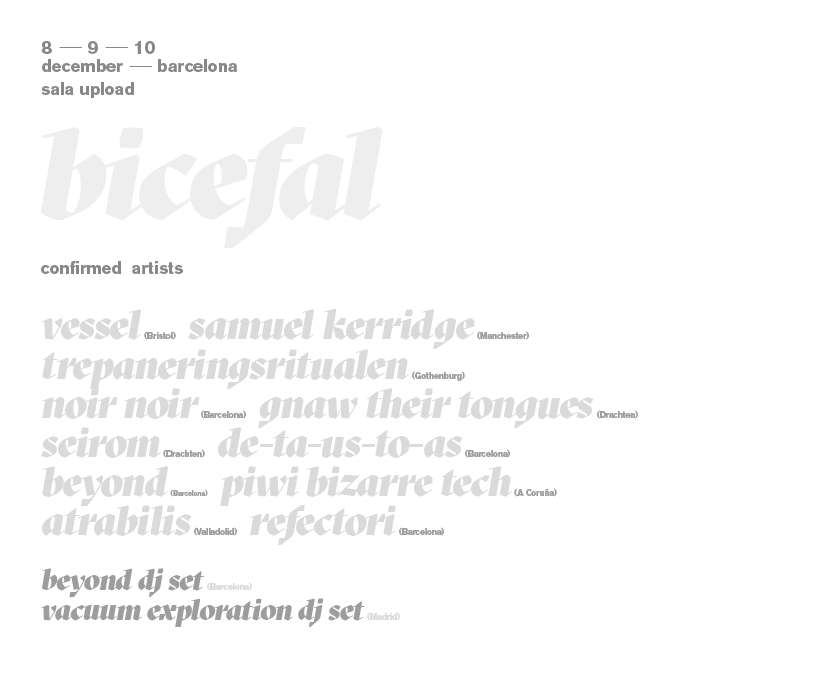 8 — 9 — 10
december — barcelona
sala upload
bicefal
confirmed artists
vessel (Bristol) samuel kerridge (Manchester)
trepaneringsritualen (Gothenburg)
noir noir (Barcelona) gnaw their tongues (Drachten)
seirom (Drachten) de-ta-us-to-as (Barcelona)
beyond (Barcelona) piwi bizarre tech (A Coruña)
atrabilis (Valladolid) refectori (Barcelona)
beyond dj set (Barcelona)
vacuum exploration dj set (Madrid)